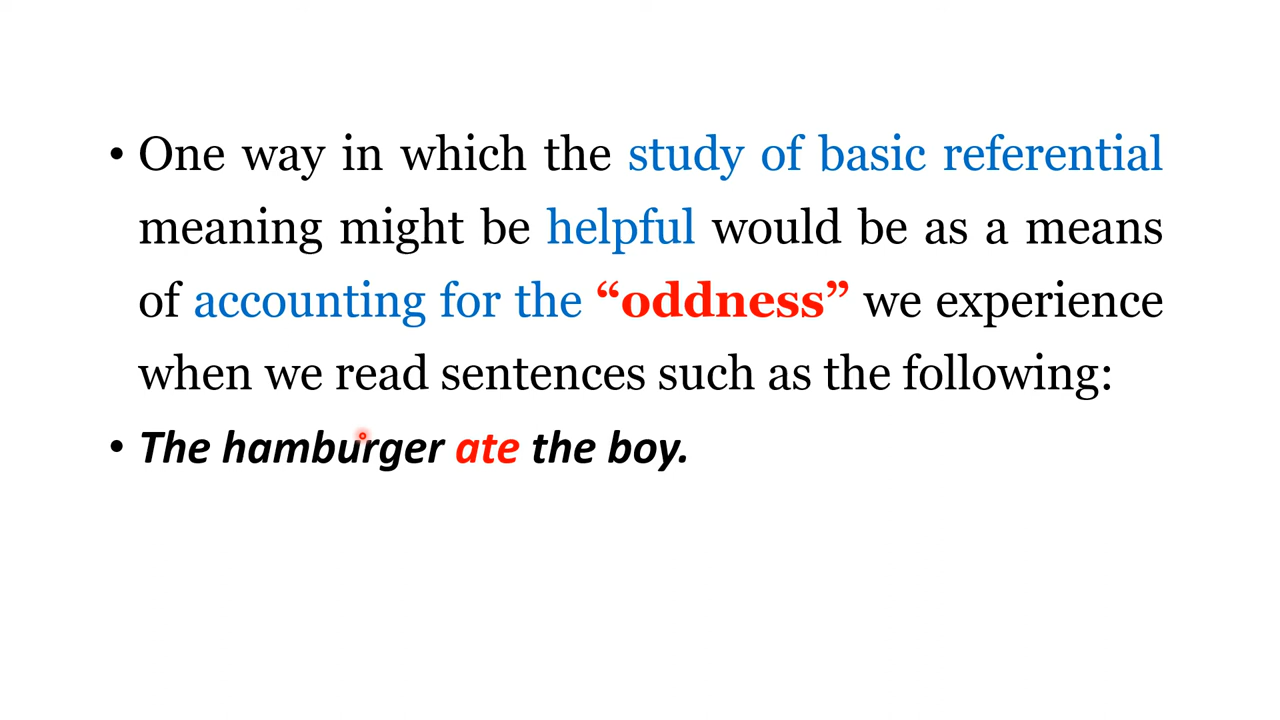 • One way in which the study of basic referential
meaning might be helpful would be as a means
of accounting for the “oddness” we experience
when we read sentences such as the following:
• The hamburger ate the boy.